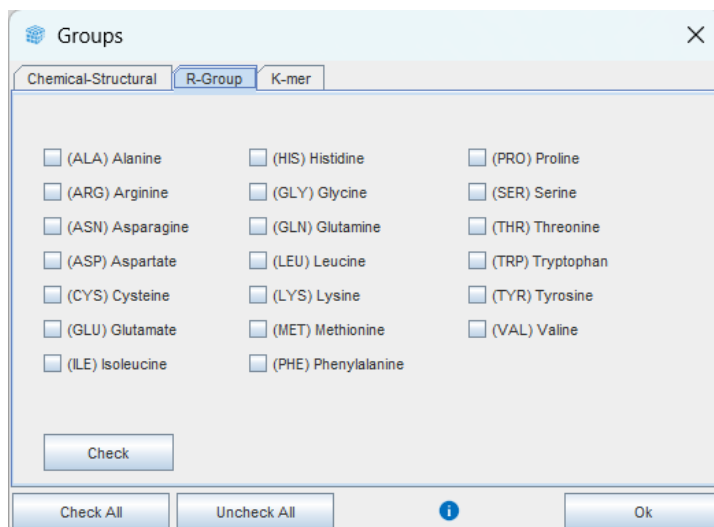 Groups
Chemical-Structural R-Group K-mer
(ALA) Alanine (HIS) Histidine (PRO) Proline
(ARG) Arginine (GLY) Glycine (SER) Serine
(ASN) Asparagine (GLN) Glutamine (THR) Threonine
(ASP) Aspartate (LEU) Leucine (TRP) Tryptophan
(CYS) Cysteine (LYS) Lysine (TYR) Tyrosine
(GLU) Glutamate (MET) Methionine (VAL) Valine
(ILE) Isoleucine (PHE) Phenylalanine
Check
Check All Uncheck All i Ok